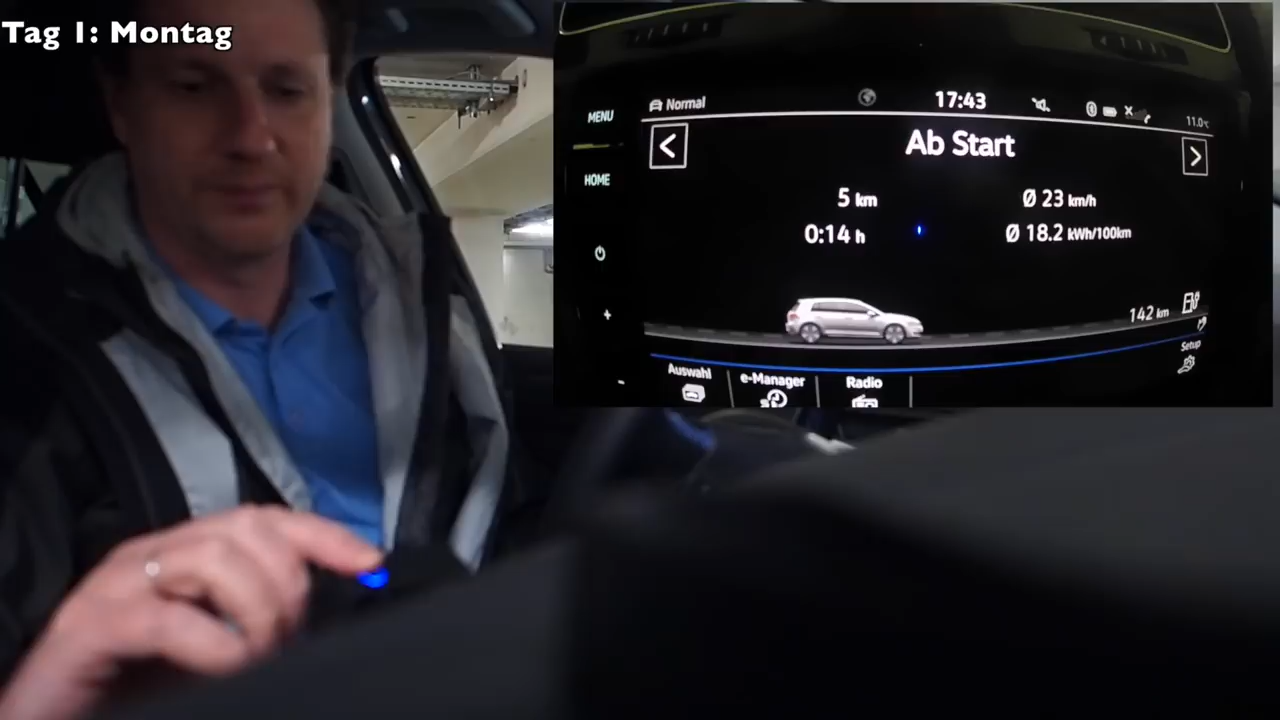 Tag 1: Montag
MENU
HOME
Normal
17:43
11.0°C
Ab Start
5 km
Ø 23 km/h
0:14 h
Ø 18.2 kWh/100km
142 km
Setup
Auswahl
e-Manager
Radio